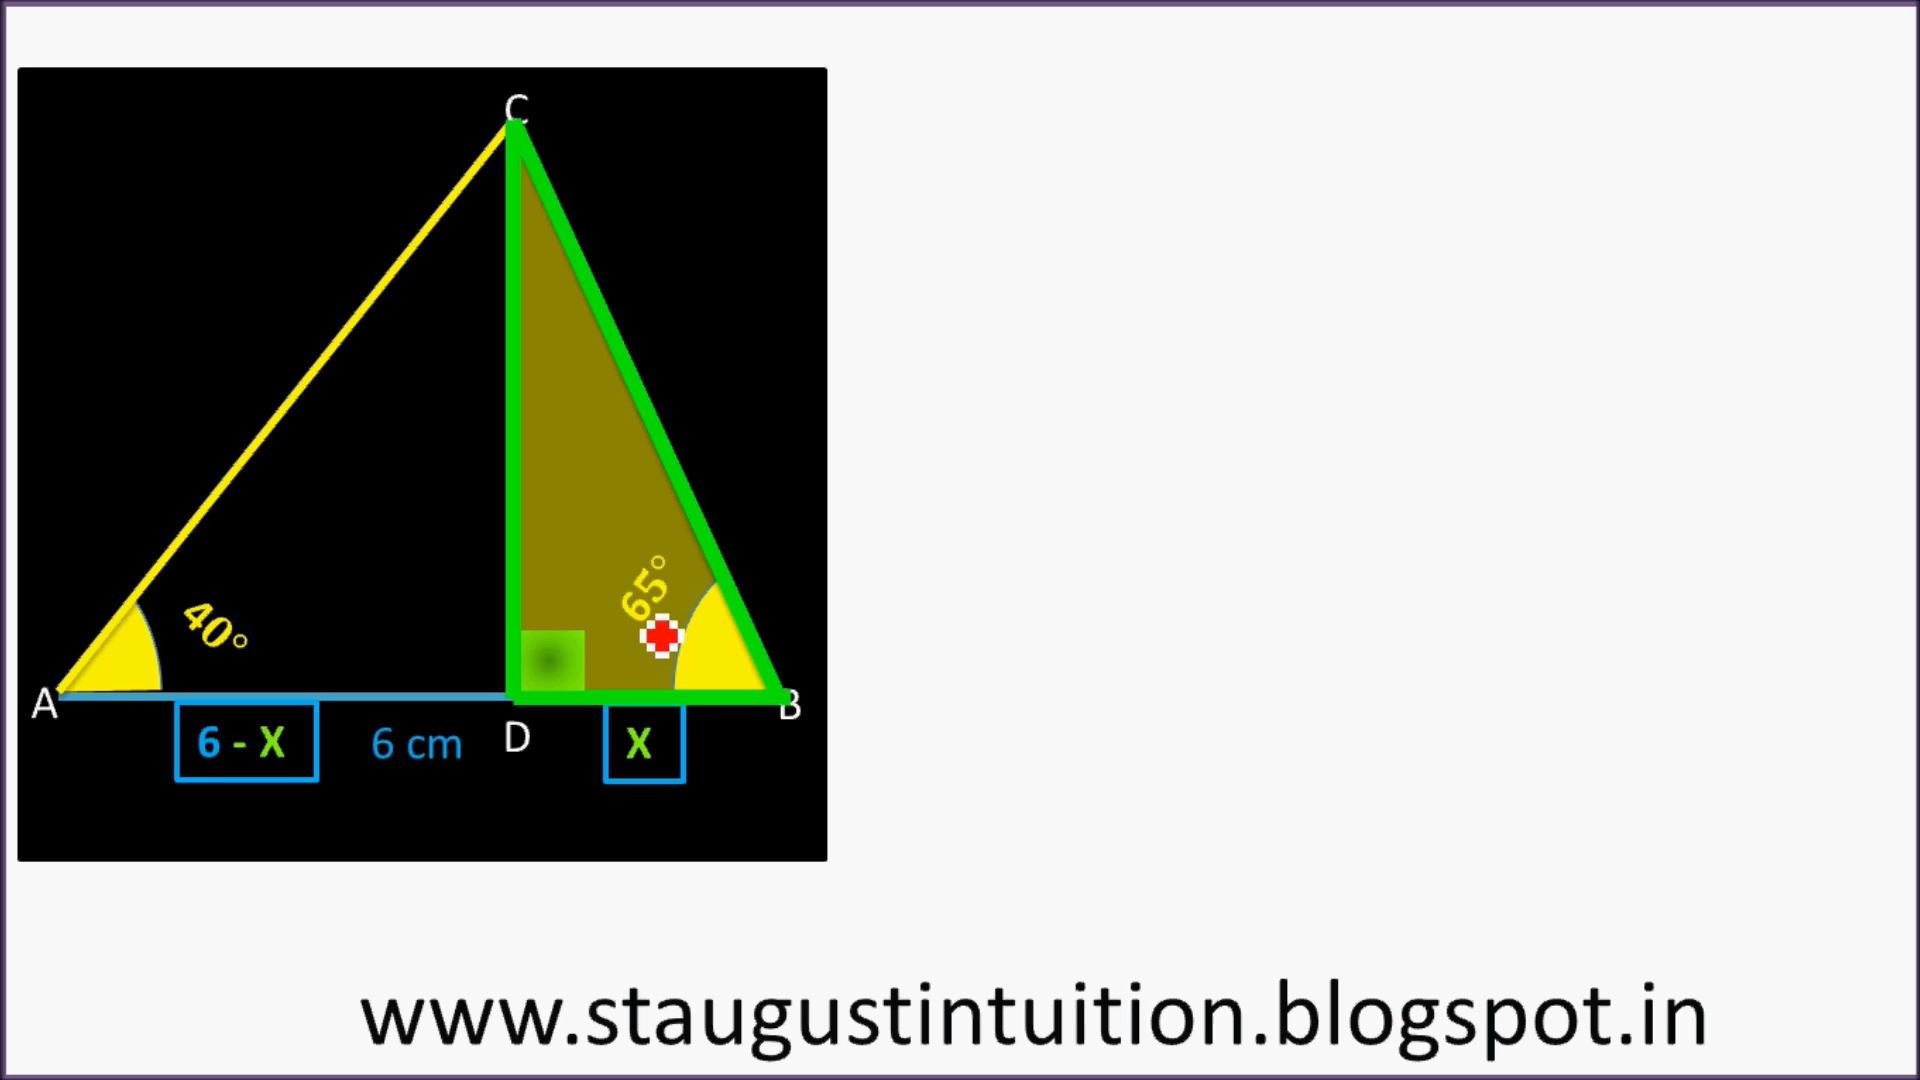 C
40°
65°
A
B
6 - X
6 cm
D
X
www.staugustintuition.blogspot.in